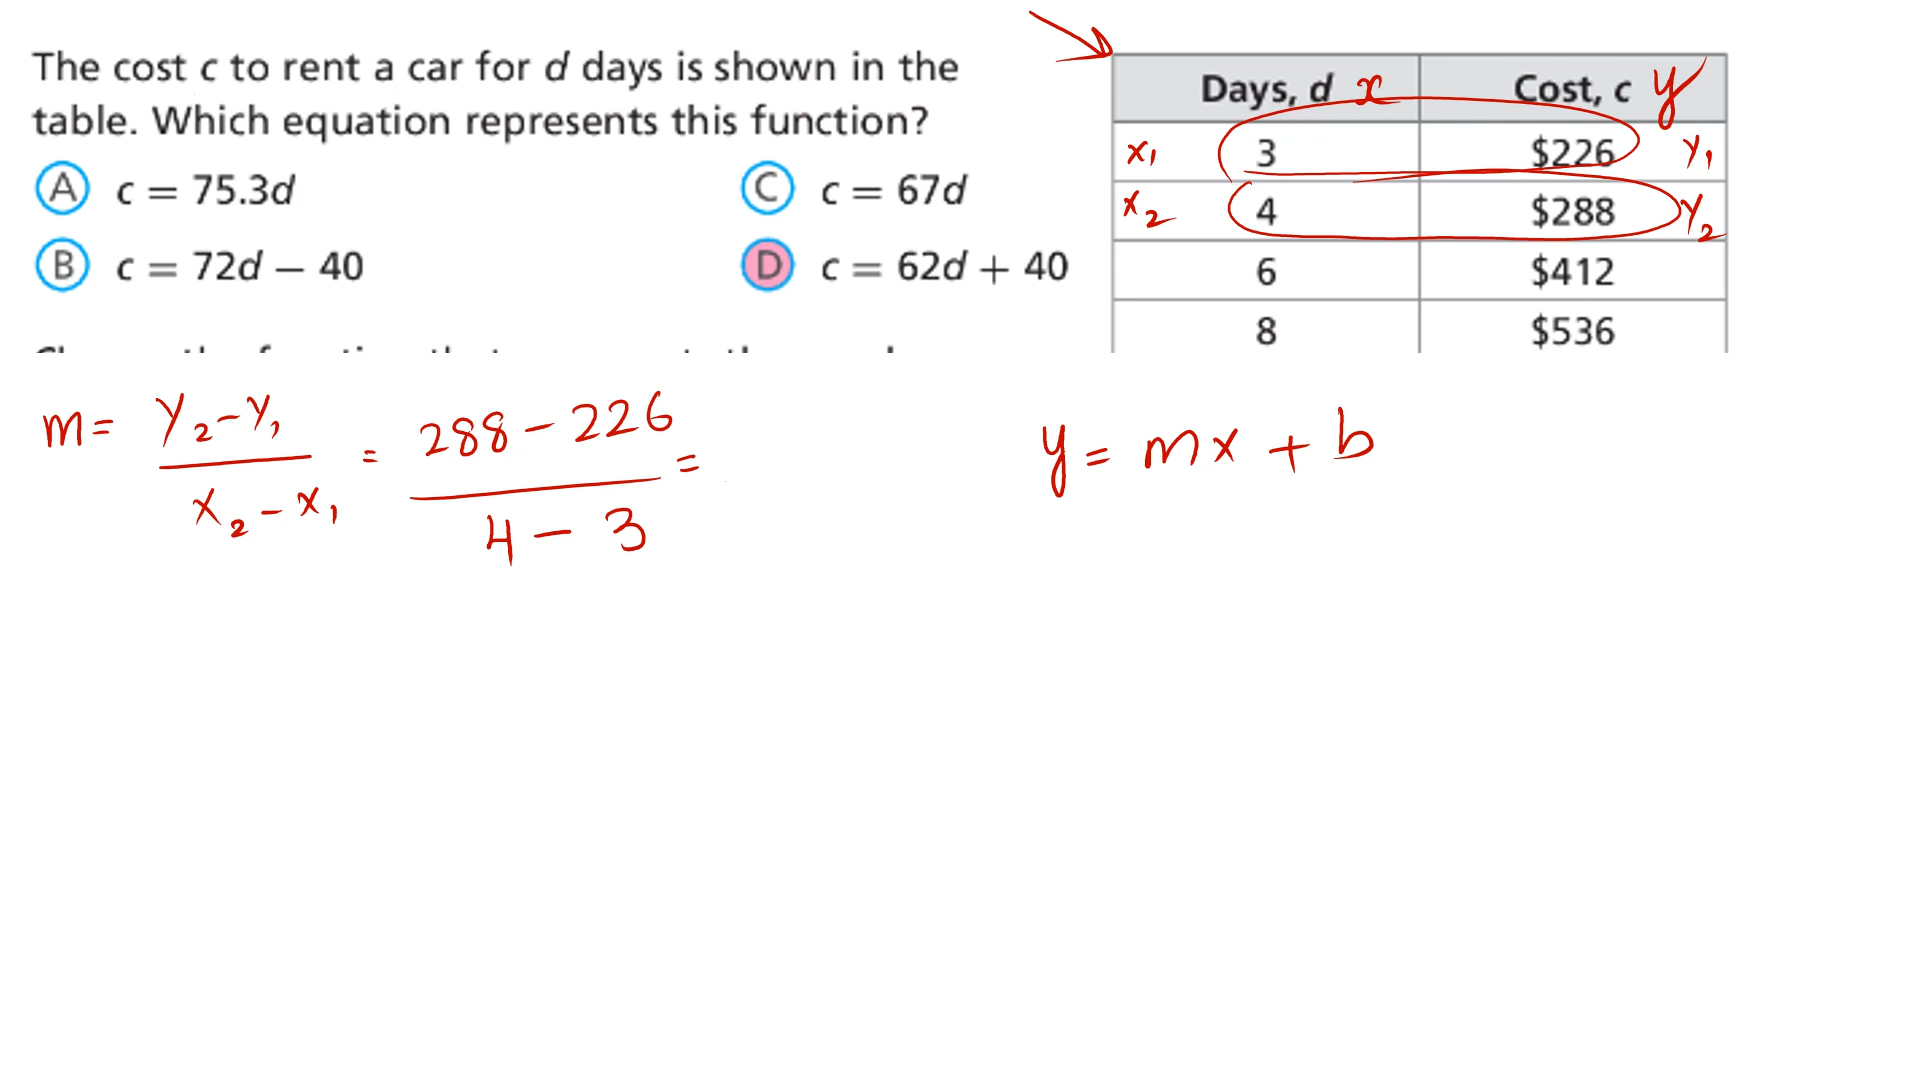 The cost c to rent a car for d days is shown in the
table. Which equation represents this function?
A c = 75.3d
C c = 67d
B c = 72d – 40
D c = 62d + 40
Days, d x Cost, c y
x₁ 3 $226 y₁
x₂ 4 $288 y₂
6 $412
8 $536
m = y₂-y₁ / x₂-x₁ = 288-226 / 4-3 =
y = mx + b